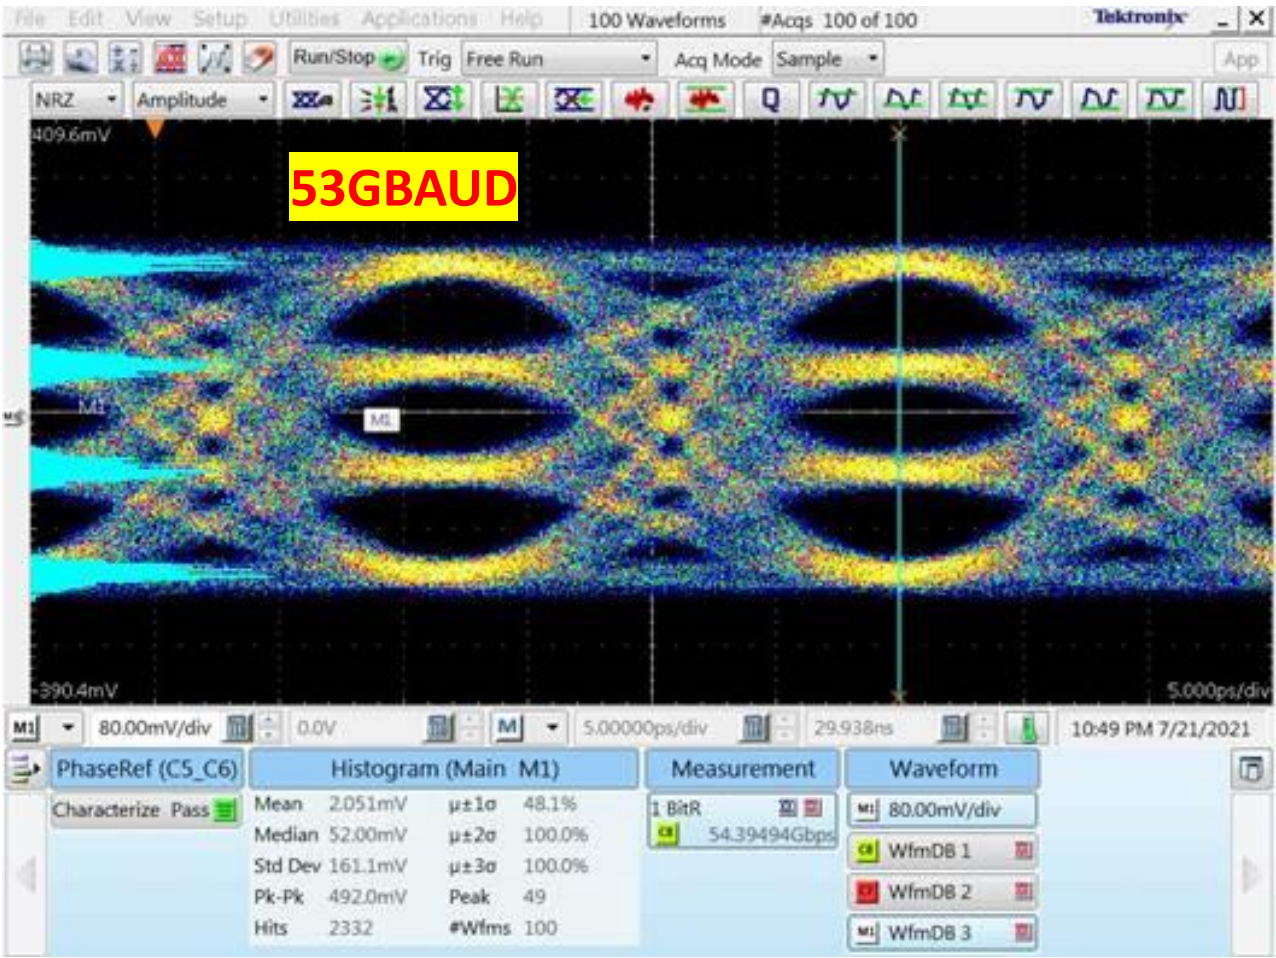 File Edit View Setup Utilities Applications Help 100 Waveforms #Acqs 100 of 100 Tektronix
Run/Stop Trig Free Run Acq Mode Sample App
NRZ Amplitude Q
409.6mV
53GBAUD
M1
M1
-390.4mV 5.000ps/div
M1 80.00mV/div 0.0V M 5.00000ps/div 29.938ns 10:49 PM 7/21/2021
PhaseRef (C5_C6) Histogram (Main M1) Measurement Waveform
Characterize Pass Mean 2.051mV µ±1σ 48.1% 1 BitR M1 80.00mV/div
Median 52.00mV µ±2σ 100.0% C8 54.39494Gbps
Std Dev 161.1mV µ±3σ 100.0% C8 WfmDB 1
Pk-Pk 492.0mV Peak 49 C7 WfmDB 2
Hits 2332 #Wfms 100 M1 WfmDB 3